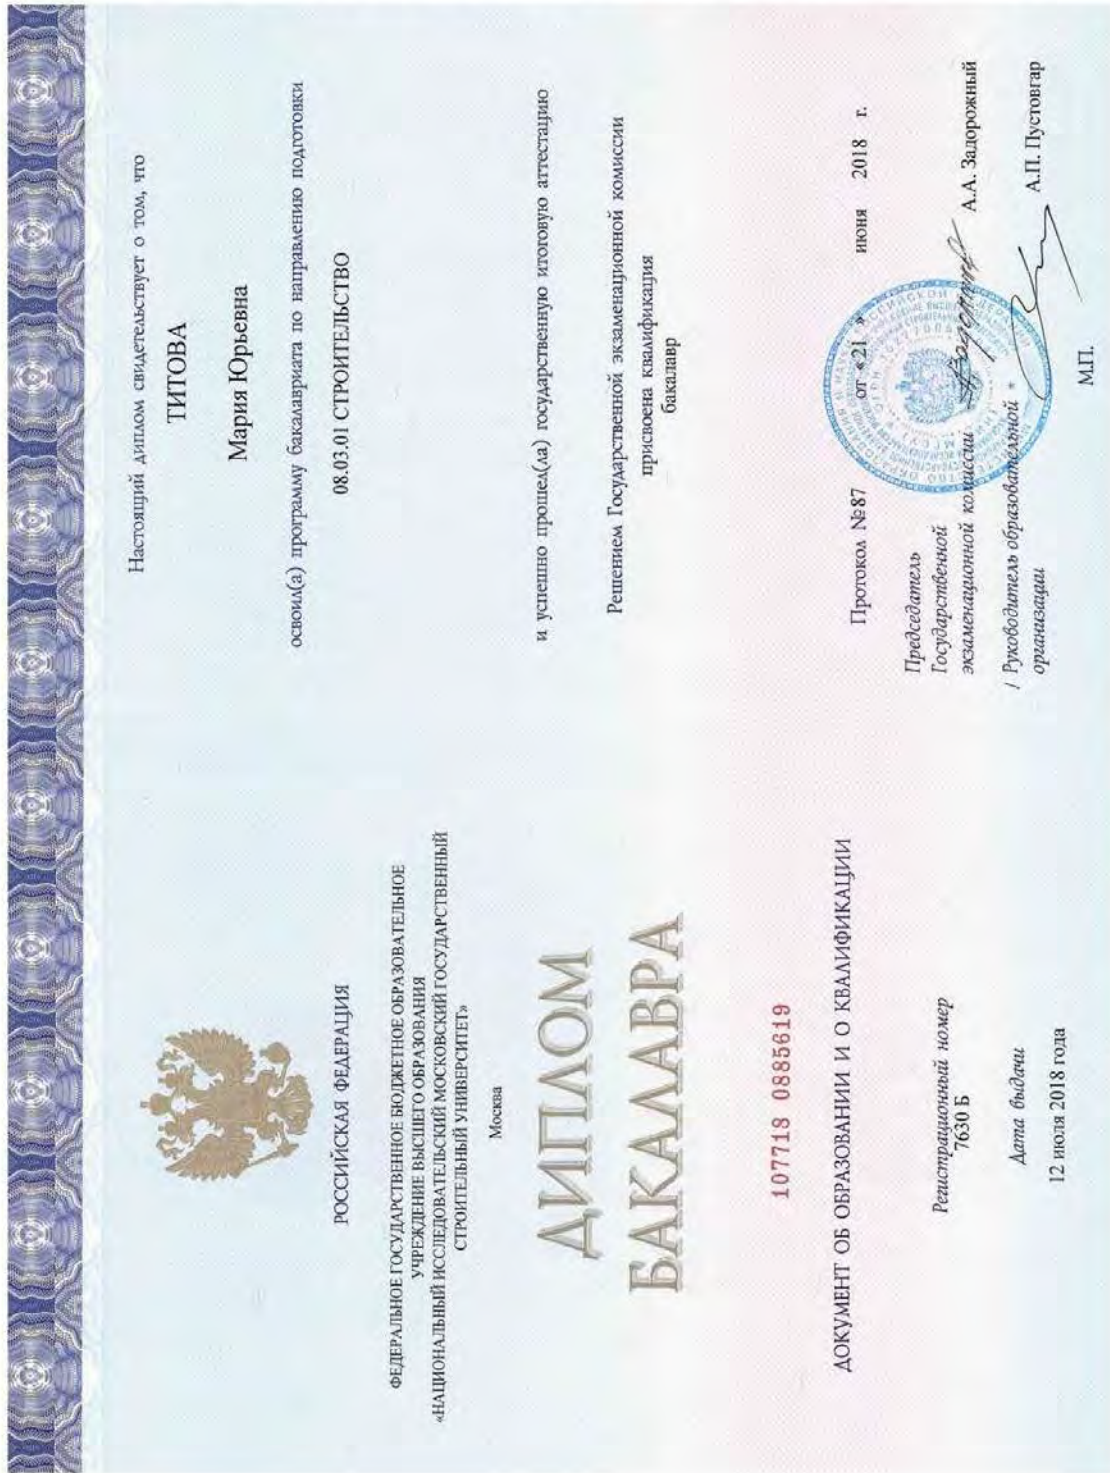 РОССИЙСКАЯ ФЕДЕРАЦИЯ
ФЕДЕРАЛЬНОЕ ГОСУДАРСТВЕННОЕ БЮДЖЕТНОЕ ОБРАЗОВАТЕЛЬНОЕ
УЧРЕЖДЕНИЕ ВЫСШЕГО ОБРАЗОВАНИЯ
«НАЦИОНАЛЬНЫЙ ИССЛЕДОВАТЕЛЬСКИЙ МОСКОВСКИЙ ГОСУДАРСТВЕННЫЙ
СТРОИТЕЛЬНЫЙ УНИВЕРСИТЕТ»
Москва
ДИПЛОМ
БАКАЛАВРА
107718 0885619
ДОКУМЕНТ ОБ ОБРАЗОВАНИИ И О КВАЛИФИКАЦИИ
Регистрационный номер
7630 Б
Дата выдачи
12 июля 2018 года
Настоящий диплом свидетельствует о том, что
ТИТОВА
Мария Юрьевна
освоил(а) программу бакалавриата по направлению подготовки
08.03.01 СТРОИТЕЛЬСТВО
и успешно прошел(ла) государственную итоговую аттестацию
Решением Государственной экзаменационной комиссии
присвоена квалификация
бакалавр
Протокол №87 от «21 » июня 2018 г.
Председатель
Государственной
экзаменационной комиссии А.А. Задорожный
/ Руководитель образовательной *
организации А.П. Пустовгар
М.П.